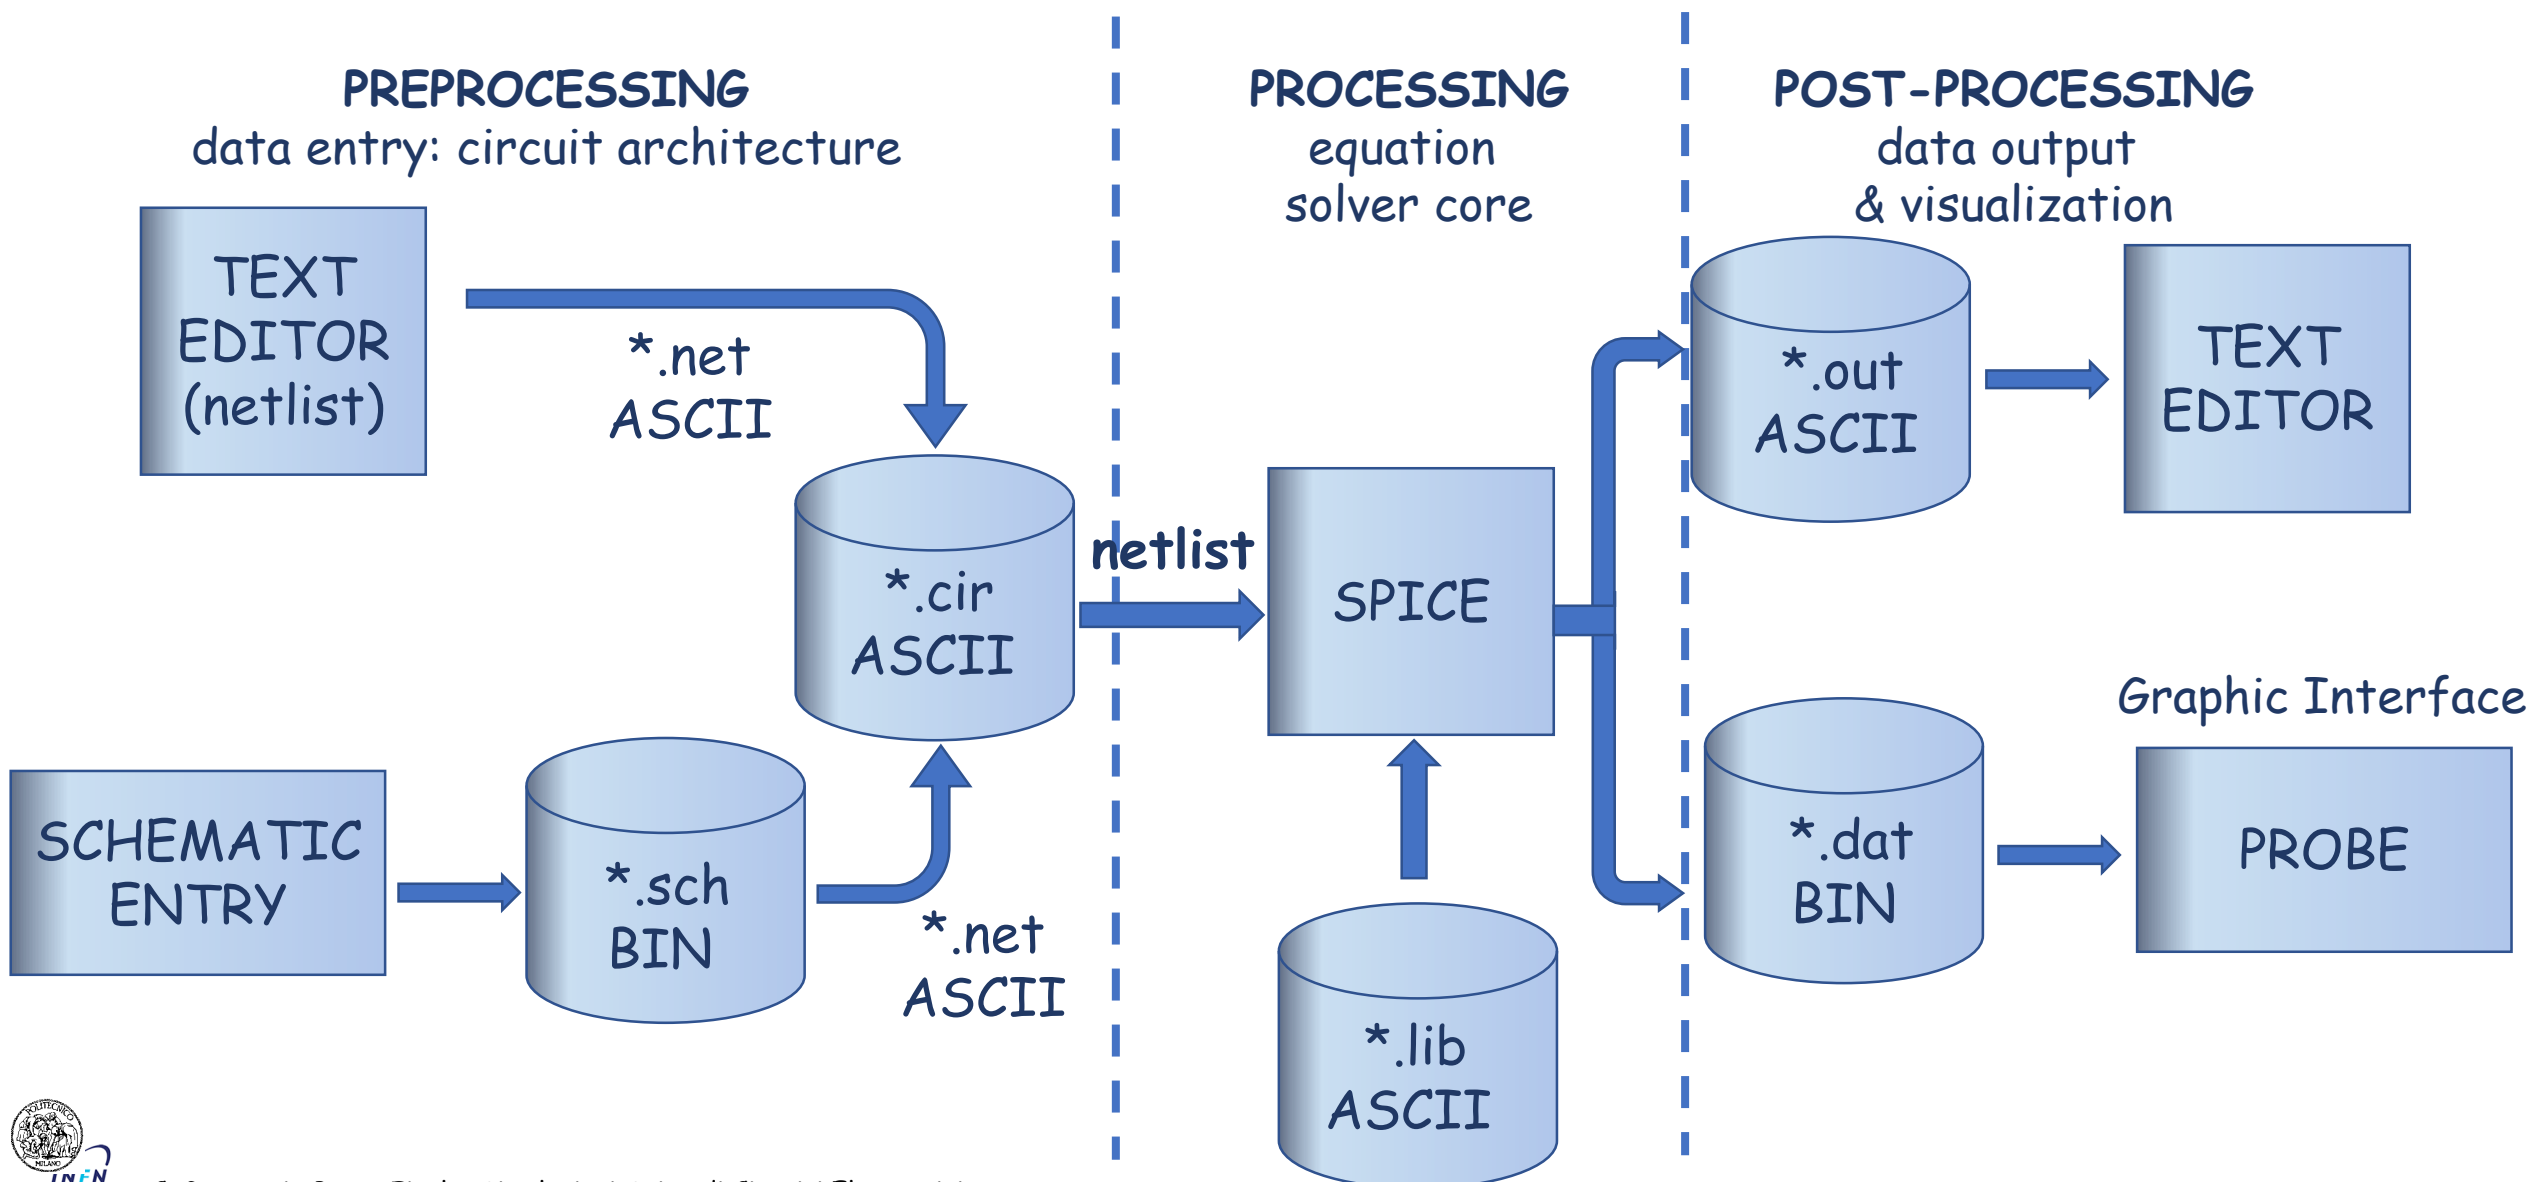 PREPROCESSING
data entry: circuit architecture
TEXT
EDITOR
(netlist)
*.net
ASCII
*.cir
ASCII
SCHEMATIC
ENTRY
*.sch
BIN
*.net
ASCII
netlist
PROCESSING
equation
solver core
SPICE
*.lib
ASCII
POST-PROCESSING
data output
& visualization
*.out
ASCII
TEXT
EDITOR
*.dat
BIN
Graphic Interface
PROBE
POLITECNICO
MILANO
INFN